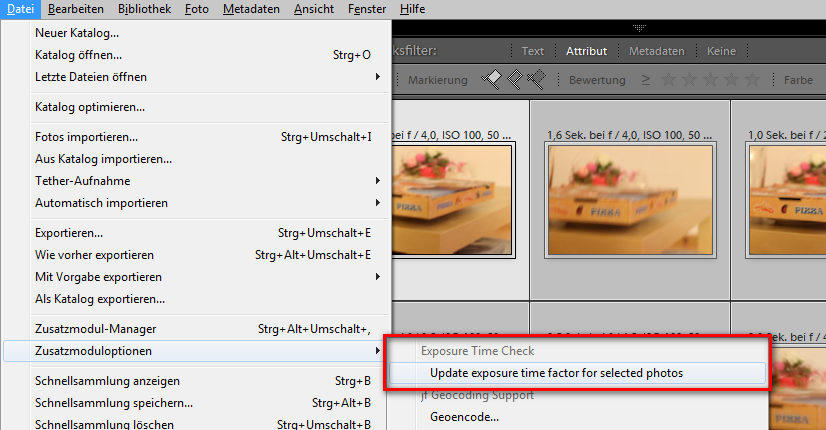 Datei Bearbeiten Bibliothek Foto Metadaten Ansicht Fenster Hilfe
Neuer Katalog...
Katalog öffnen... Strg+O
Letzte Dateien öffnen
Katalog optimieren...
Fotos importieren... Strg+Umschalt+I
Aus Katalog importieren...
Tether-Aufnahme
Automatisch importieren
Exportieren... Strg+Umschalt+E
Wie vorher exportieren Strg+Alt+Umschalt+E
Mit Vorgabe exportieren
Als Katalog exportieren...
Zusatzmodul-Manager Strg+Alt+Umschalt+,
Zusatzmoduloptionen
Schnellsammlung anzeigen Strg+B
Schnellsammlung speichern... Strg+Alt+B
Schnellsammlung löschen Strg+Umschalt+B
ksfilter: Text Attribut Metadaten Keine
Markierung Bewertung ≥ Farbe
bei f / 4,0, ISO 100, 50 ... 1,6 Sek. bei f / 4,0, ISO 100, 50 ... 1,0 Sek. bei f /
PIZZA PIZZA PIZZA
Exposure Time Check
Update exposure time factor for selected photos
jf Geocoding Support
Geoencode...